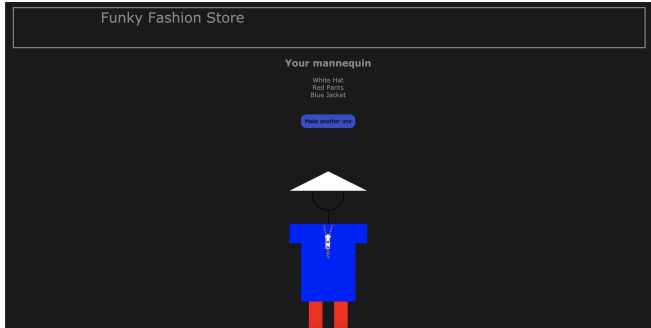 Funky Fashion Store
Your mannequin
White Hat
Red Pants
Blue Jacket
Make another one